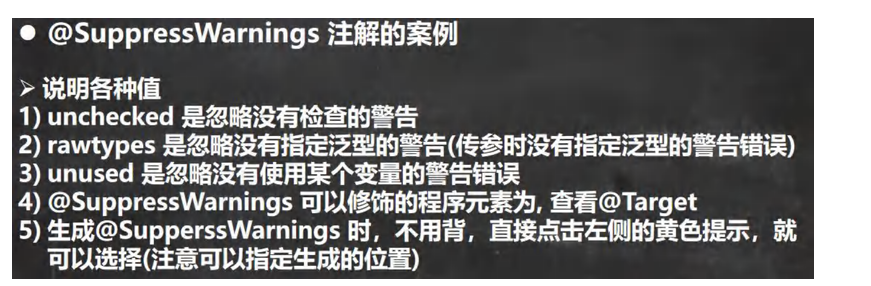 ● @SuppressWarnings 注解的案例
➢ 说明各种值
1) unchecked 是忽略没有检查的警告
2) rawtypes 是忽略没有指定泛型的警告(传参时没有指定泛型的警告错误)
3) unused 是忽略没有使用某个变量的警告错误
4) @SuppressWarnings 可以修饰的程序元素为, 查看@Target
5) 生成@SupperssWarnings 时，不用背，直接点击左侧的黄色提示，就
可以选择(注意可以指定生成的位置)